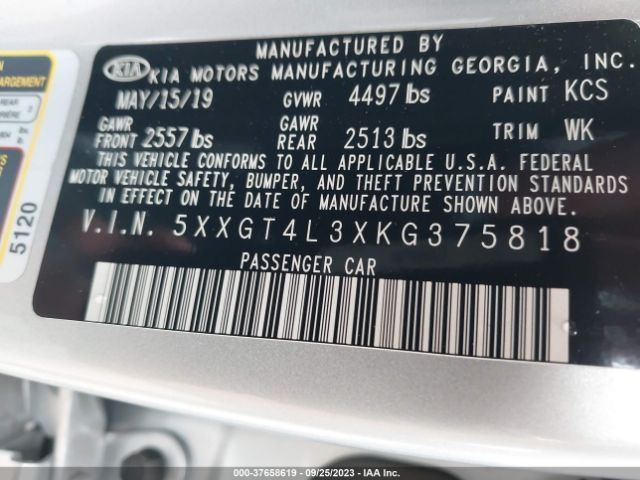 MANUFACTURED BY
KIA KIA MOTORS MANUFACTURING GEORGIA, INC.
MAY/15/19 GVWR 4497 lbs PAINT KCS
GAWR FRONT 2557 lbs GAWR REAR 2513 lbs TRIM WK
THIS VEHICLE CONFORMS TO ALL APPLICABLE U.S.A. FEDERAL
MOTOR VEHICLE SAFETY, BUMPER, AND THEFT PREVENTION STANDARDS
IN EFFECT ON THE DATE OF MANUFACTURE SHOWN ABOVE.
V.I.N. 5XXGT4L3XKG375818
PASSENGER CAR
ARGEMENT
REAR
5120
000-37658619 - 09/25/2023 - IAA Inc.